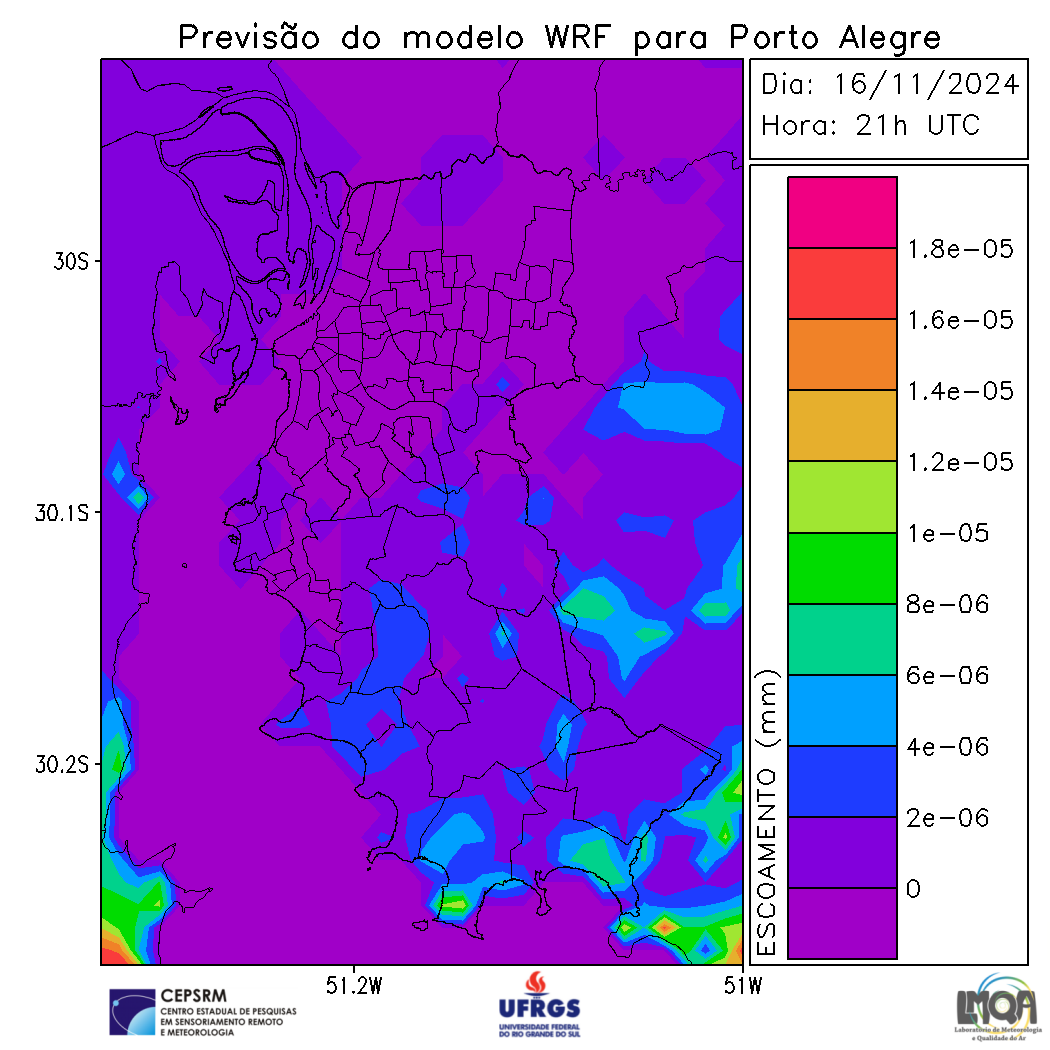 Previsão do modelo WRF para Porto Alegre
Dia: 16/11/2024
Hora: 21h UTC
30S
30.1S
30.2S
51.2W
51W
ESCOAMENTO (mm)
1.8e-05
1.6e-05
1.4e-05
1.2e-05
1e-05
8e-06
6e-06
4e-06
2e-06
0
CEPSRM
CENTRO ESTADUAL DE PESQUISAS
EM SENSORIAMENTO REMOTO
E METEOROLOGIA
UFRGS
UNIVERSIDADE FEDERAL
DO RIO GRANDE DO SUL
LMQA
Laboratório de Meteorologia
e Qualidade do Ar